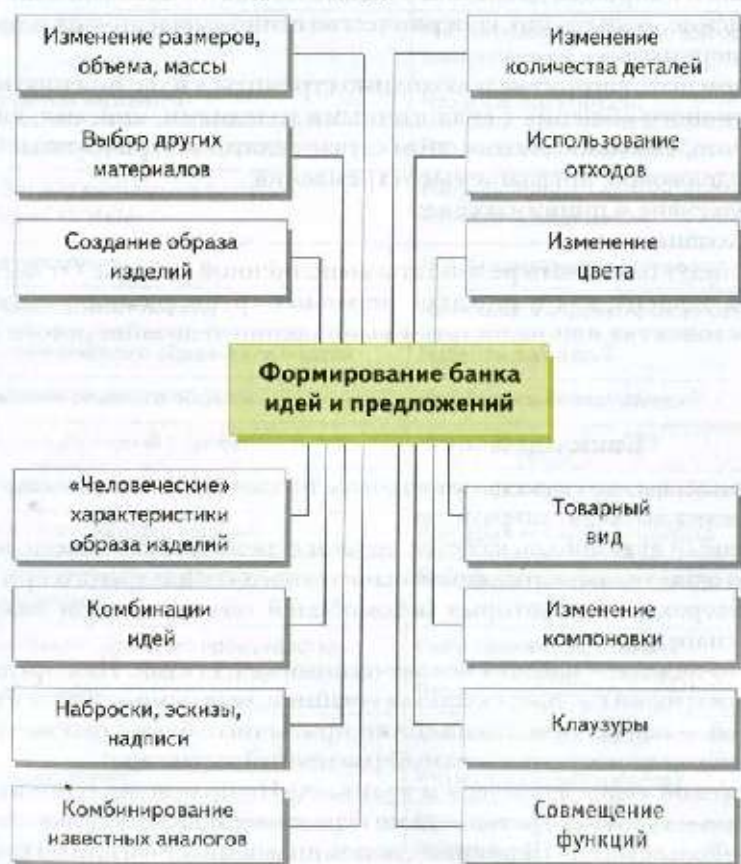 Изменение размеров,
объема, массы
Изменение
количества деталей
Выбор других
материалов
Использование
отходов
Создание образа
изделий
Изменение
цвета
Формирование банка
идей и предложений
«Человеческие»
характеристики
образа изделий
Товарный
вид
Комбинации
идей
Изменение
компоновки
Наброски, эскизы,
надписи
Клаузуры
Комбинирование
известных аналогов
Совмещение
функций